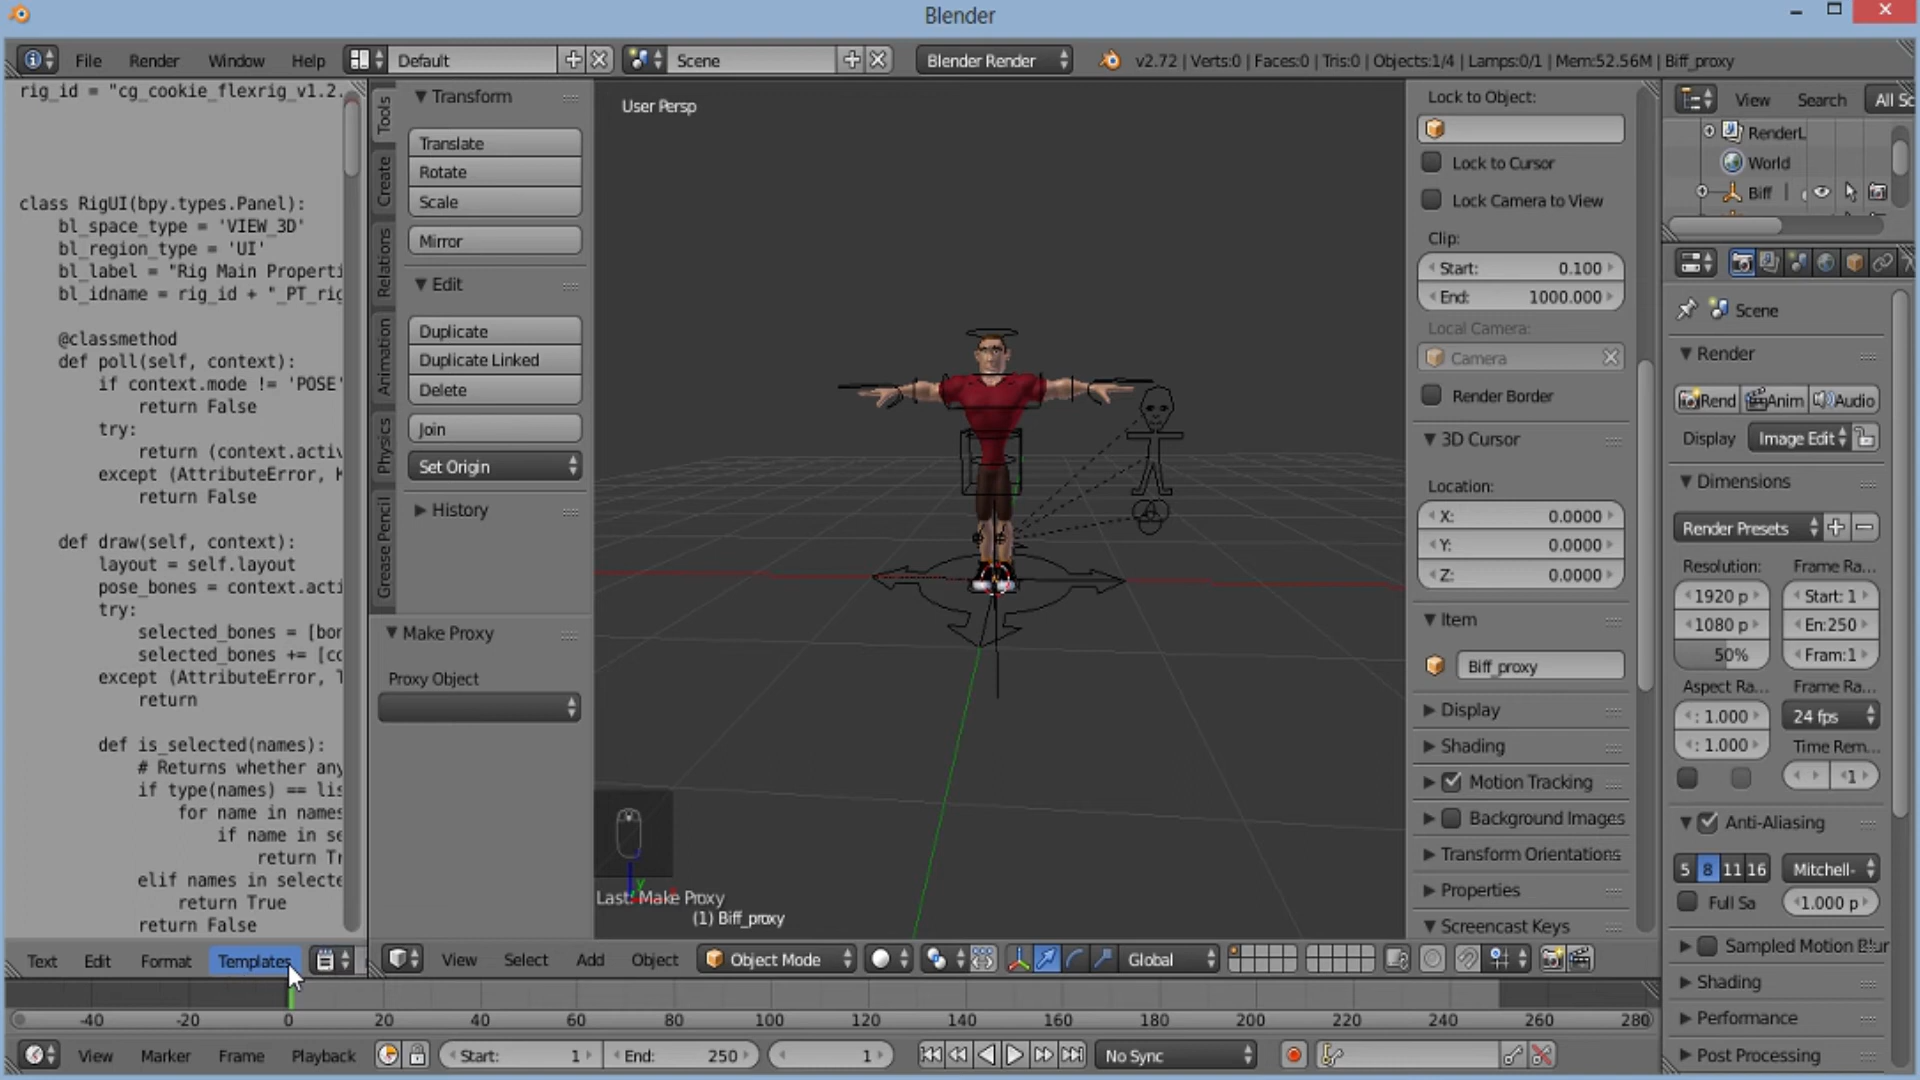 Blender
File
Render
Window
Help
Default
Scene
Blender Render
v2.72 | Verts:0 | Faces:0 | Tris:0 | Objects:1/4 | Lamps:0/1 | Mem:52.56M | Biff_proxy
rig_id = "cg_cookie_flexrig_v1.2.
class RigUI(bpy.types.Panel):
bl_space_type = 'VIEW_3D'
bl_region_type = 'UI'
bl_label = "Rig Main Properti
bl_idname = rig_id + "_PT_rig
@classmethod
def poll(self, context):
if context.mode != 'POSE'
return False
try:
return (context.activ
except (AttributeError, K
return False
def draw(self, context):
layout = self.layout
pose_bones = context.acti
try:
selected_bones = [bon
selected_bones += [co
except (AttributeError, T
return
def is_selected(names):
# Returns whether any
if type(names) == lis
for name in names
if name in se
return Tr
elif names in selecte
return True
return False
Text
Edit
Format
Templates
Tools
Create
Relations
Animation
Physics
Grease Pencil
Transform
Translate
Rotate
Scale
Mirror
Edit
Duplicate
Duplicate Linked
Delete
Join
Set Origin
History
Make Proxy
Proxy Object
User Persp
Last: Make Proxy
(1) Biff_proxy
View
Select
Add
Object
Object Mode
Global
Lock to Object:
Lock to Cursor
Lock Camera to View
Clip:
Start: 0.100
End: 1000.000
Local Camera:
Camera
Render Border
3D Cursor
Location:
X: 0.0000
Y: 0.0000
Z: 0.0000
Item
Biff_proxy
Display
Shading
Motion Tracking
Background Images
Transform Orientations
Properties
Screencast Keys
View
Search
All Sc
RenderL
World
Biff
Scene
Render
Rend
Anim
Audio
Display
Image Edit
Dimensions
Render Presets
Resolution:
Frame Ra...
1920 p
Start: 1
1080 p
En:250
50%
Fram:1
Aspect Ra...
Frame Ra...
: 1.000
24 fps
: 1.000
Time Rem...
1
Anti-Aliasing
5 8 11 16
Mitchell-
Full Sa
1.000 p
Sampled Motion Blur
Shading
Performance
Post Processing
-40 -20 0 20 40 60 80 100 120 140 160 180 200 220 240 260 280
View
Marker
Frame
Playback
Start: 1
End: 250
1
No Sync